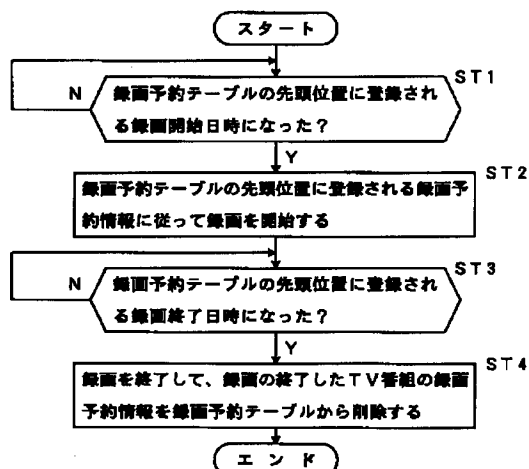 スタート
ST1
N
録画予約テーブルの先頭位置に登録され
る録画開始日時になった？
Y
ST2
録画予約テーブルの先頭位置に登録される録画予
約情報に従って録画を開始する
ST3
N
録画予約テーブルの先頭位置に登録され
る録画終了日時になった？
Y
ST4
録画を終了して、録画の終了したTV番組の録画
予約情報を録画予約テーブルから削除する
エンド